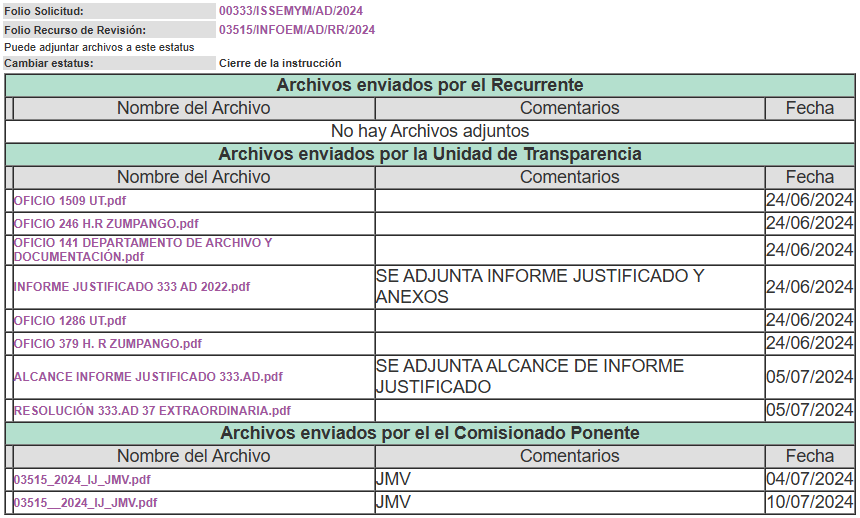 Folio Solicitud: 00333/ISSEMYM/AD/2024
Folio Recurso de Revisión: 03515/INFOEM/AD/RR/2024
Puede adjuntar archivos a este estatus
Cambiar estatus: Cierre de la instrucción
Archivos enviados por el Recurrente
Nombre del Archivo Comentarios Fecha
No hay Archivos adjuntos
Archivos enviados por la Unidad de Transparencia
Nombre del Archivo Comentarios Fecha
OFICIO 1509 UT.pdf 24/06/2024
OFICIO 246 H.R ZUMPANGO.pdf 24/06/2024
OFICIO 141 DEPARTAMENTO DE ARCHIVO Y
DOCUMENTACIÓN.pdf 24/06/2024
INFORME JUSTIFICADO 333 AD 2022.pdf SE ADJUNTA INFORME JUSTIFICADO Y
ANEXOS 24/06/2024
OFICIO 1286 UT.pdf 24/06/2024
OFICIO 379 H. R ZUMPANGO.pdf 24/06/2024
ALCANCE INFORME JUSTIFICADO 333.AD.pdf SE ADJUNTA ALCANCE DE INFORME
JUSTIFICADO 05/07/2024
RESOLUCIÓN 333.AD 37 EXTRAORDINARIA.pdf 05/07/2024
Archivos enviados por el el Comisionado Ponente
Nombre del Archivo Comentarios Fecha
03515_2024_IJ_JMV.pdf JMV 04/07/2024
03515__2024_IJ_JMV.pdf JMV 10/07/2024